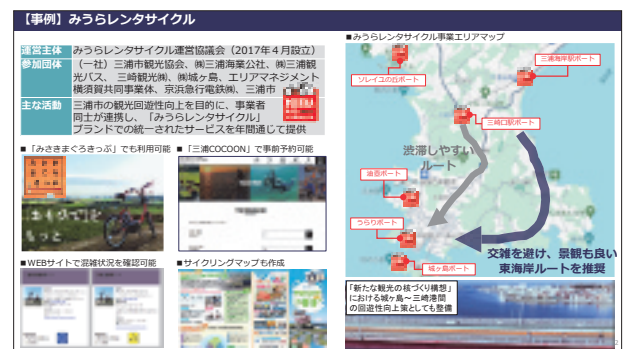 【事例】みうらレンタサイクル
運営主体 みうらレンタサイクル運営協議会（2017年４月設立）
参加団体 （一社）三浦市観光協会、㈱三浦海業公社、㈱三浦観
光バス、三崎観光㈱、㈱城ヶ島、エリアマネジメント
横須賀共同事業体、京浜急行電鉄㈱、三浦市
主な活動 三浦市の観光回遊性向上を目的に、事業者
同士が連携し、「みうらレンタサイクル」
ブランドでの統一されたサービスを年間通じて提供
■「みさきまぐろきっぷ」でも利用可能
■「三浦COCOON」で事前予約可能
■WEBサイトで混雑状況を確認可能
■サイクリングマップも作成
■みうらレンタサイクル事業エリアマップ
三浦海岸駅ポート
ソレイユの丘ポート
三崎口駅ポート
渋滞しやすい
ルート
油壺ポート
うらりポート
城ヶ島ポート
交雑を避け、景観も良い
東海岸ルートを推奨
「新たな観光の核づくり構想」
における城ヶ島～三崎港間
の回遊性向上策としても整備